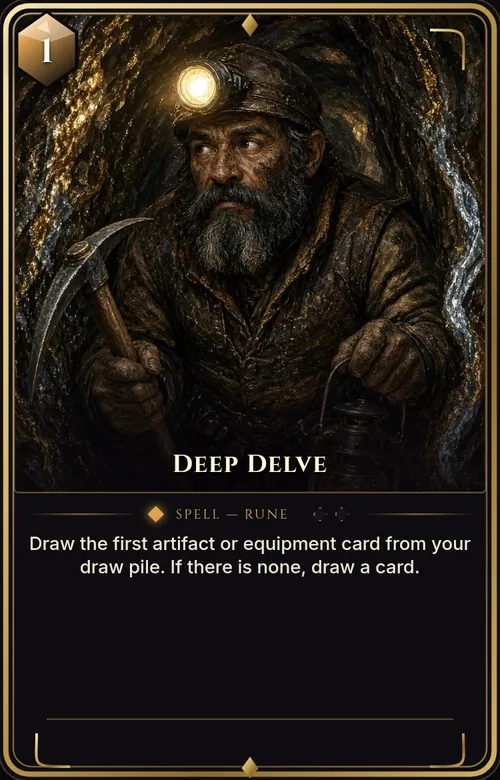 1
Deep Delve
Spell — Rune
Draw the first artifact or equipment card from your
draw pile. If there is none, draw a card.